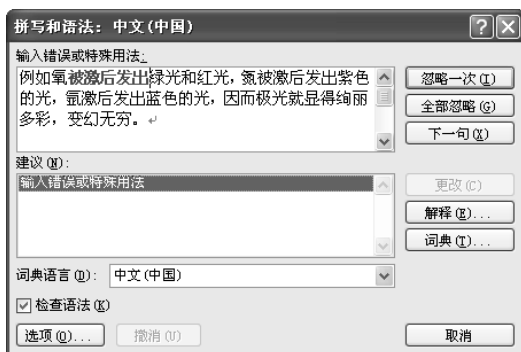 拼写和语法: 中文(中国)
输入错误或特殊用法:
例如氧被激后发出绿光和红光，氮被激后发出紫色
的光，氩激后发出蓝色的光，因而极光就显得绚丽
多彩，变幻无穷。
忽略一次(I)
全部忽略(G)
下一句(X)
建议(N):
输入错误或特殊用法
更改(C)
解释(E)...
词典(T)...
词典语言(D): 中文(中国)
检查语法(K)
选项(O)... 撤消(U) 取消